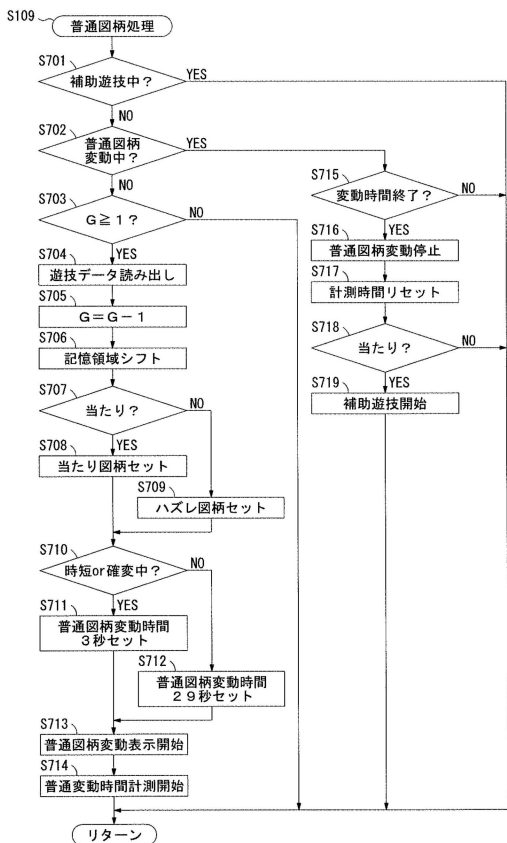 S109
普通図柄処理
S701
補助遊技中？
YES
NO
S702
普通図柄
変動中？
YES
NO
S703
G≧1？
NO
YES
S704
遊技データ読み出し
S705
G＝G－1
S706
記憶領域シフト
S707
当たり？
NO
YES
S708
当たり図柄セット
S709
ハズレ図柄セット
S710
時短or確変中？
NO
YES
S711
普通図柄変動時間
3秒セット
S712
普通図柄変動時間
29秒セット
S713
普通図柄変動表示開始
S714
普通変動時間計測開始
リターン
S715
変動時間終了？
NO
YES
S716
普通図柄変動停止
S717
計測時間リセット
S718
当たり？
NO
YES
S719
補助遊技開始